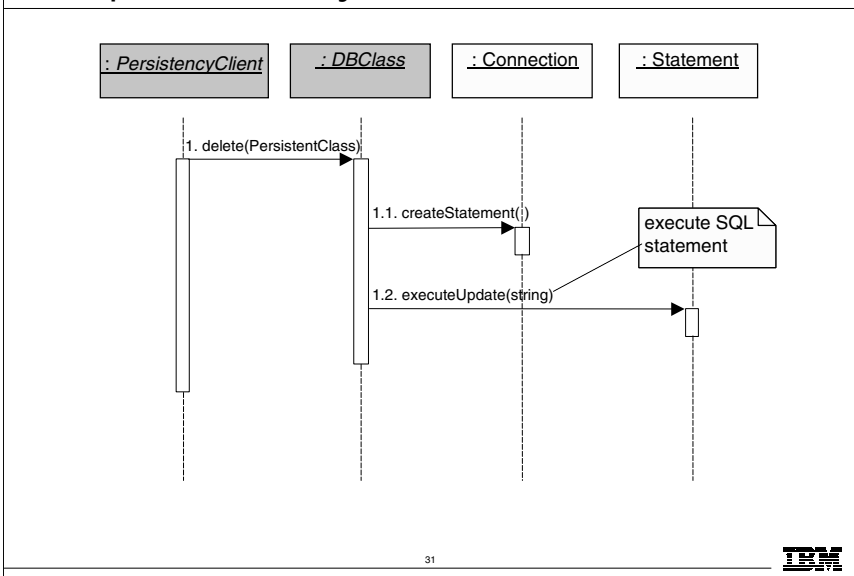 : PersistencyClient
: DBClass
: Connection
: Statement
1. delete(PersistentClass)
1.1. createStatement( )
execute SQL
statement
1.2. executeUpdate(string)
31
IBM